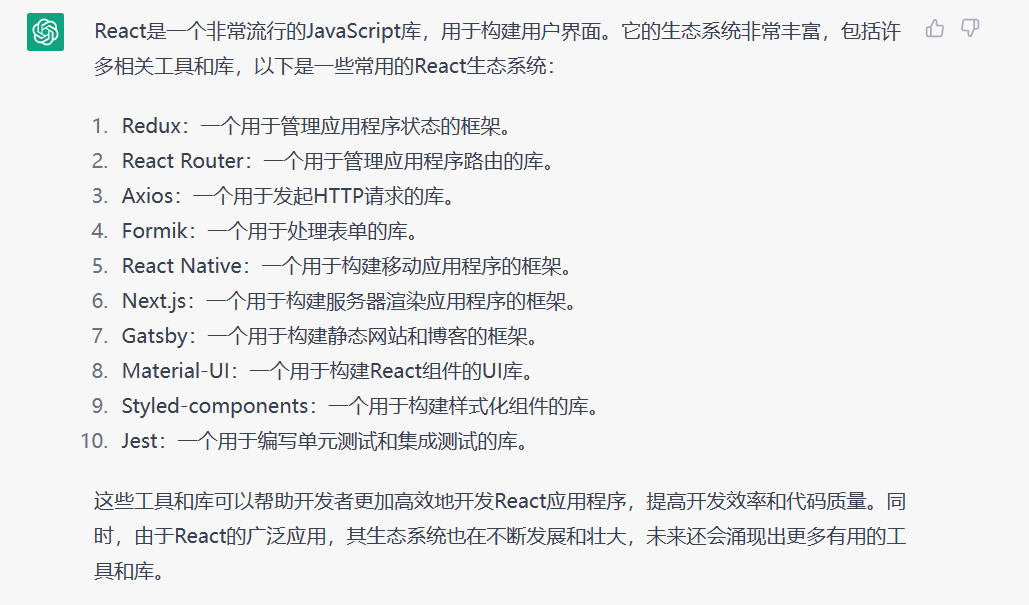 React是一个非常流行的JavaScript库，用于构建用户界面。它的生态系统非常丰富，包括许
多相关工具和库，以下是一些常用的React生态系统：
1. Redux：一个用于管理应用程序状态的框架。
2. React Router：一个用于管理应用程序路由的库。
3. Axios：一个用于发起HTTP请求的库。
4. Formik：一个用于处理表单的库。
5. React Native：一个用于构建移动应用程序的框架。
6. Next.js：一个用于构建服务器渲染应用程序的框架。
7. Gatsby：一个用于构建静态网站和博客的框架。
8. Material-UI：一个用于构建React组件的UI库。
9. Styled-components：一个用于构建样式化组件的库。
10. Jest：一个用于编写单元测试和集成测试的库。
这些工具和库可以帮助开发者更加高效地开发React应用程序，提高开发效率和代码质量。同
时，由于React的广泛应用，其生态系统也在不断发展和壮大，未来还会涌现出更多有用的工
具和库。